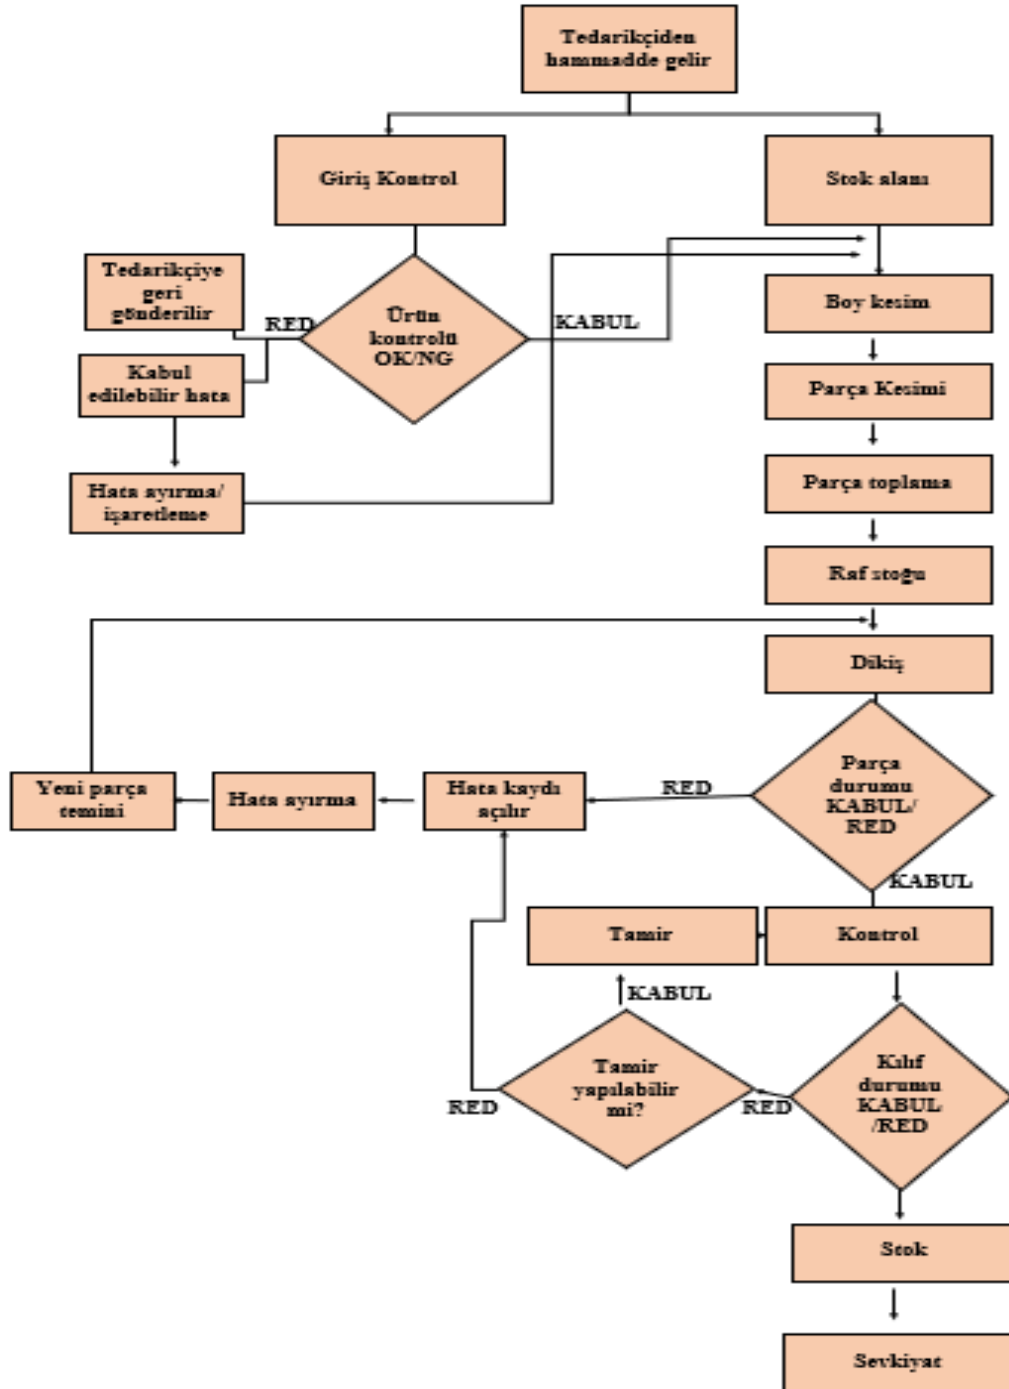 Tedarikçiden
hammadde gelir
Giriş Kontrol
Stok alanı
Tedarikçiye
geri
gönderilir
RED
Ürün
kontrolü
OK/NG
KABUL
Boy kesim
Kabul
edilebilir hata
Parça Kesimi
Hata ayırma/
işaretleme
Parça toplama
Raf stoğu
Dikiş
Parça
durumu
KABUL/
RED
RED
Hata kaydı
açılır
Hata ayırma
Yeni parça
temini
KABUL
Tamir
Kontrol
KABUL
Tamir
yapılabilir
mi?
RED
RED
Kılıf
durumu
KABUL
/RED
Stok
Sevkiyat